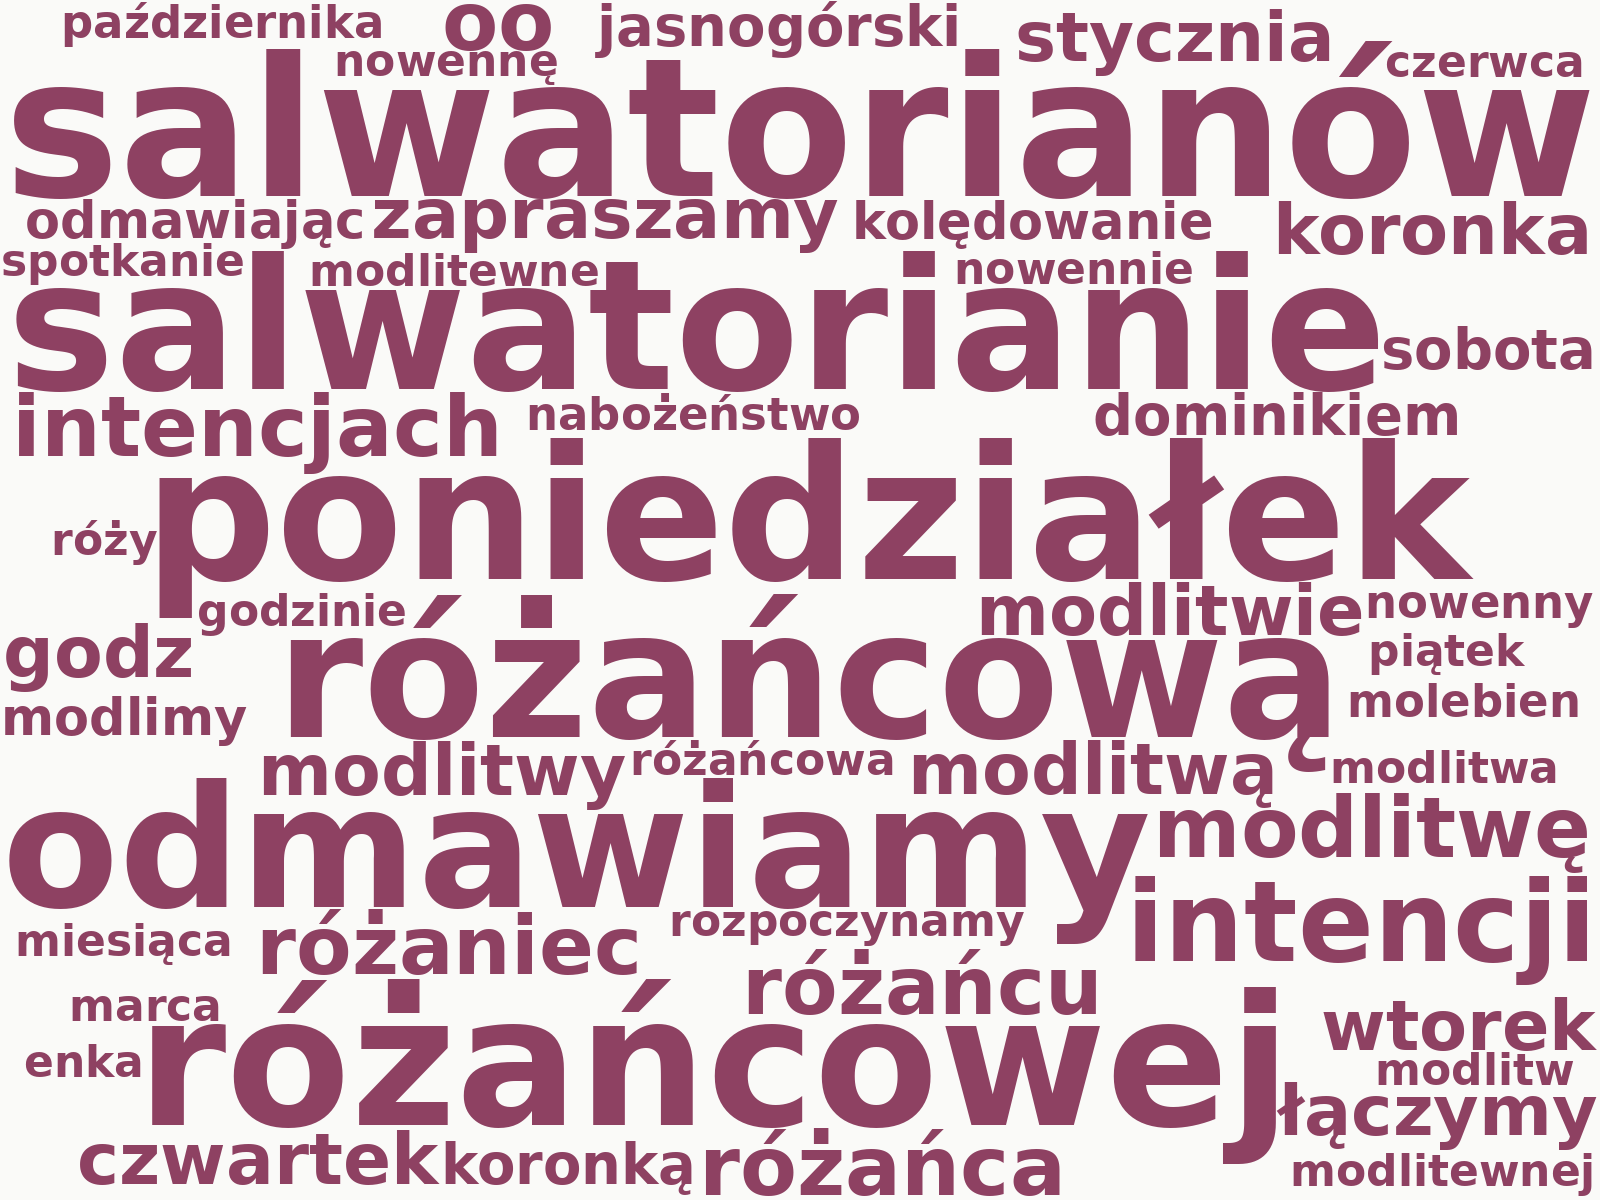 października oo jasnogórski stycznia
nowennę czerwca
salwatorianów
odmawiając zapraszamy kolędowanie koronka
spotkanie modlitewne nowennie
salwatorianie sobota
intencjach nabożeństwo dominikiem
poniedziałek
róży
godzinie modlitwie nowenny
godz różańcową piątek
modlimy molebien
modlitwy różańcowa modlitwą modlitwa
odmawiamy modlitwę
miesiąca różaniec rozpoczynamy intencji
różańcu
marca różańcowej wtorek
enka modlitw
łączymy
czwartek koronką różańca modlitewnej